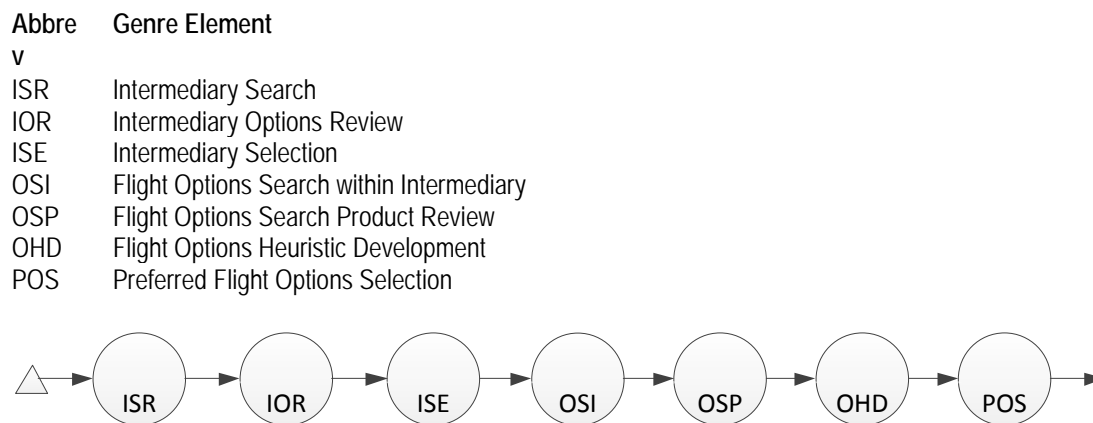 Abbre Genre Element
v
ISR Intermediary Search
IOR Intermediary Options Review
ISE Intermediary Selection
OSI Flight Options Search within Intermediary
OSP Flight Options Search Product Review
OHD Flight Options Heuristic Development
POS Preferred Flight Options Selection
ISR IOR ISE OSI OSP OHD POS